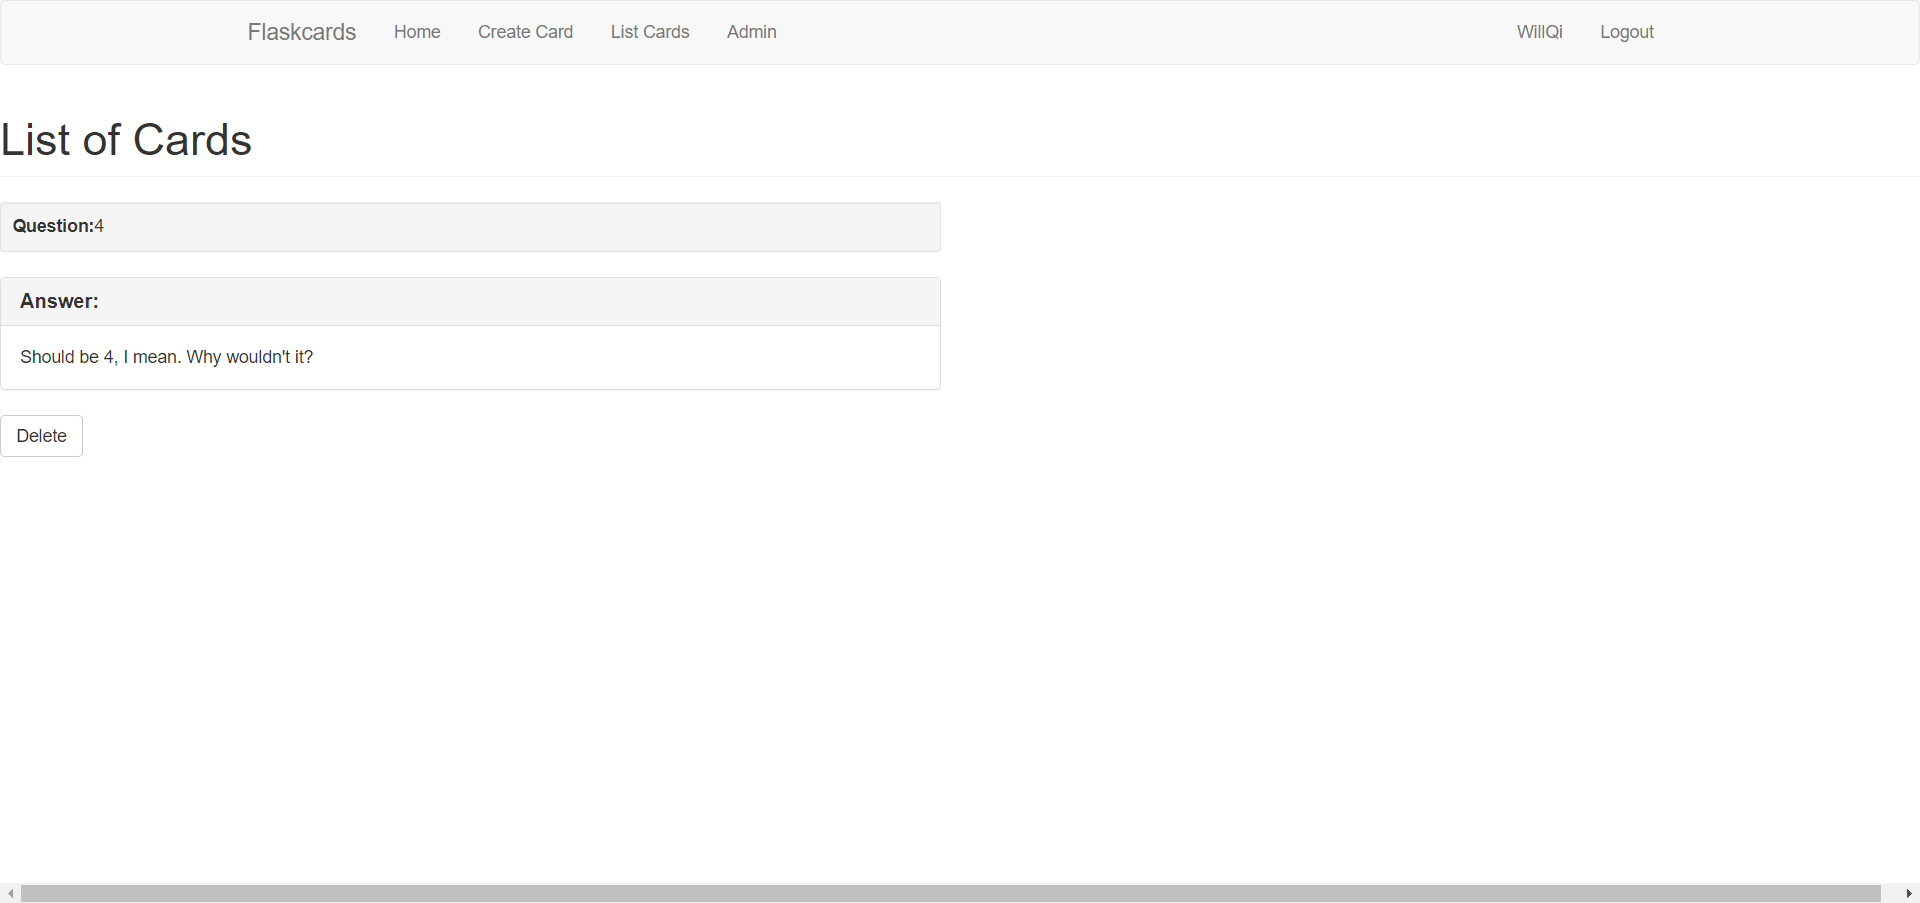 Flaskcards Home Create Card List Cards Admin WillQi Logout
List of Cards
Question:4
Answer:
Should be 4, I mean. Why wouldn't it?
Delete